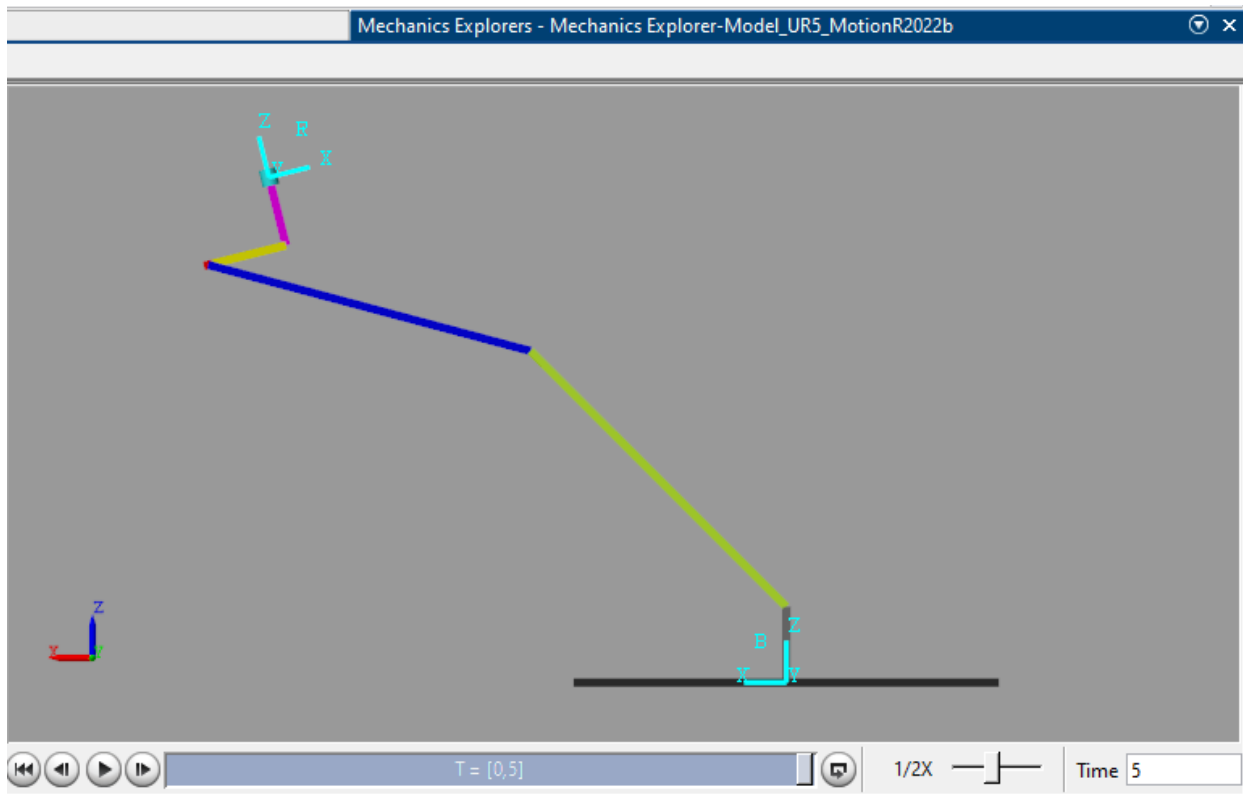 Mechanics Explorers - Mechanics Explorer-Model_UR5_MotionR2022b
Z R
Y X
Z
X Y
B Z
X Y
T = [0,5]
1/2X
Time 5